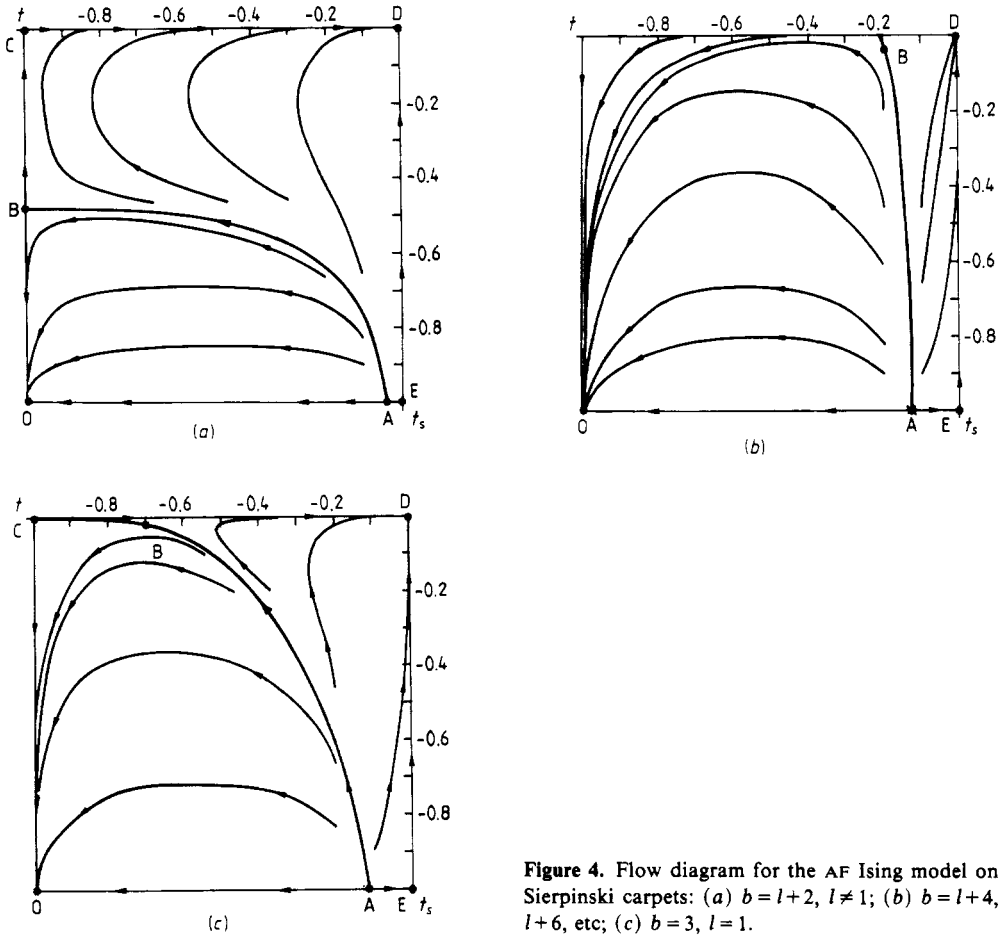 t -0.8 -0.6 -0.4 -0.2 D
C
-0.2
-0.4
B
-0.6
-0.8
E
O A t_s
(a)
-0.8 -0.6 -0.4 -0.2 D
B
-0.2
-0.4
-0.6
-0.8
O A E t_s
(b)
t -0.8 -0.6 -0.4 -0.2 D
C
B
-0.2
-0.4
-0.6
-0.8
O A E t_s
(c)
Figure 4. Flow diagram for the AF Ising model on
Sierpinski carpets: (a) b = l + 2, l ≠ 1; (b) b = l + 4,
l + 6, etc; (c) b = 3, l = 1.